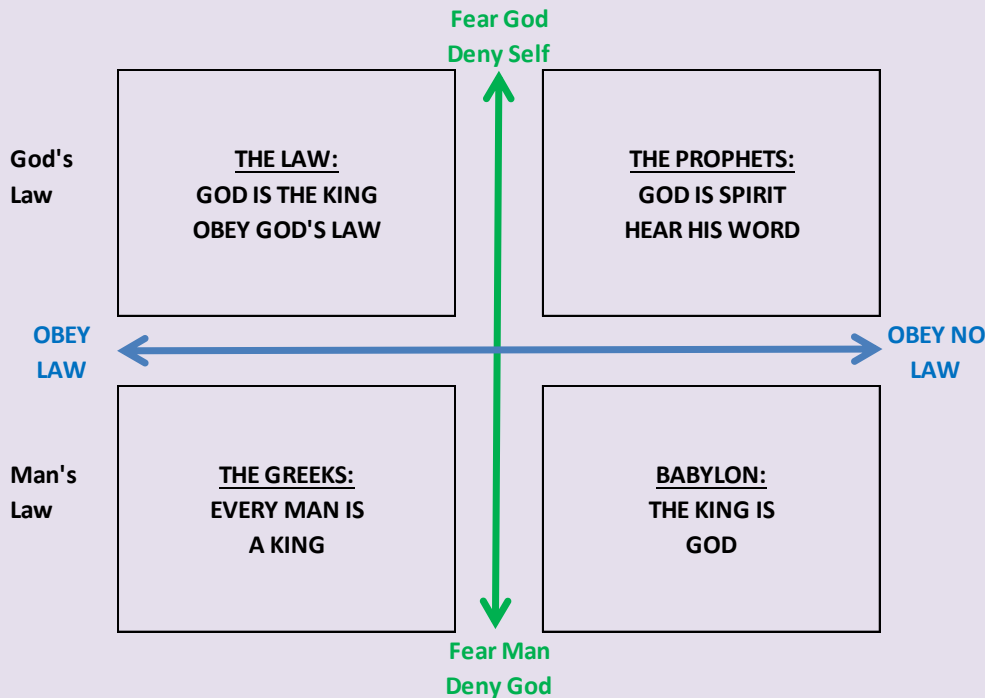 Fear God
Deny Self
God's
Law
THE LAW:
GOD IS THE KING
OBEY GOD'S LAW
THE PROPHETS:
GOD IS SPIRIT
HEAR HIS WORD
OBEY
LAW
OBEY NO
LAW
Man's
Law
THE GREEKS:
EVERY MAN IS
A KING
BABYLON:
THE KING IS
GOD
Fear Man
Deny God